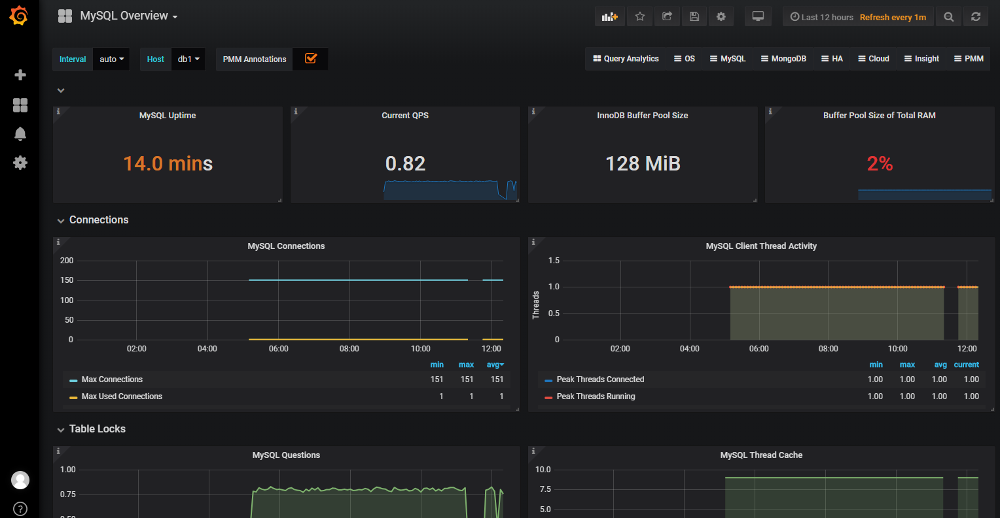 MySQL Overview
Last 12 hours Refresh every 1m
Interval auto Host db1 PMM Annotations
Query Analytics OS MySQL MongoDB HA Cloud Insight PMM
MySQL Uptime
14.0 mins
Current QPS
0.82
InnoDB Buffer Pool Size
128 MiB
Buffer Pool Size of Total RAM
2%
Connections
MySQL Connections
200
150
100
50
0
02:00 04:00 06:00 08:00 10:00 12:00
min max avg
Max Connections 151 151 151
Max Used Connections 1 1 1
MySQL Client Thread Activity
Threads
1.5
1.0
0.5
0
02:00 04:00 06:00 08:00 10:00 12:00
min max avg current
Peak Threads Connected 1.00 1.00 1.00 1.00
Peak Threads Running 1.00 1.00 1.00 1.00
Table Locks
MySQL Questions
1.00
0.75
0.50
MySQL Thread Cache
10.0
7.5
5.0